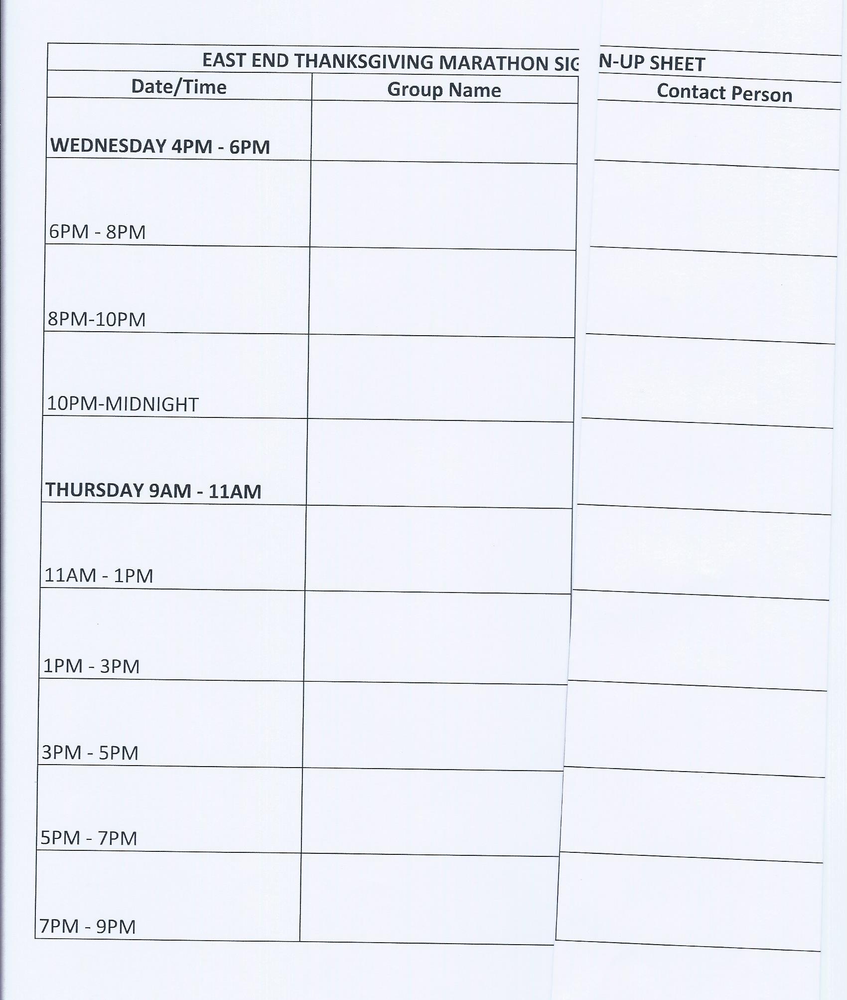 EAST END THANKSGIVING MARATHON SIGN-UP SHEET
Date/Time Group Name Contact Person
WEDNESDAY 4PM - 6PM
6PM - 8PM
8PM-10PM
10PM-MIDNIGHT
THURSDAY 9AM - 11AM
11AM - 1PM
1PM - 3PM
3PM - 5PM
5PM - 7PM
7PM - 9PM